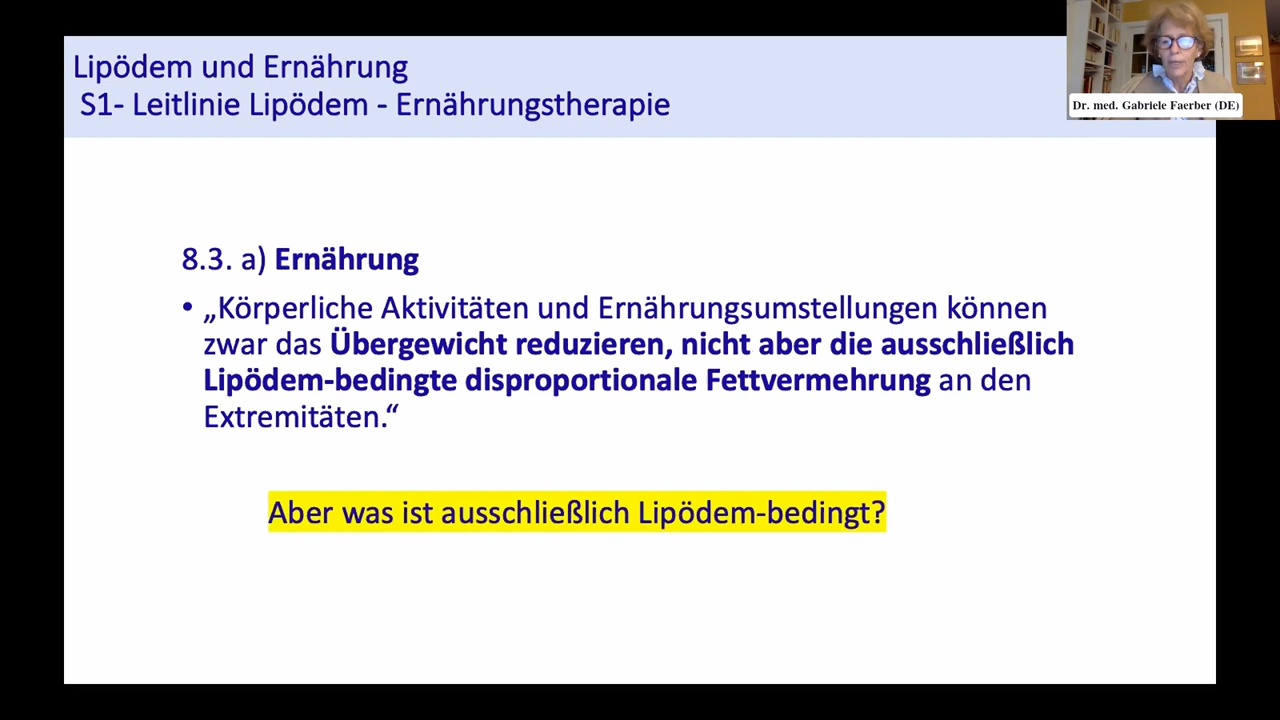 Lipödem und Ernährung
S1- Leitlinie Lipödem - Ernährungstherapie
Dr. med. Gabriele Faerber (DE)
8.3. a) Ernährung
• „Körperliche Aktivitäten und Ernährungsumstellungen können
zwar das Übergewicht reduzieren, nicht aber die ausschließlich
Lipödem-bedingte disproportionale Fettvermehrung an den
Extremitäten.“
Aber was ist ausschließlich Lipödem-bedingt?